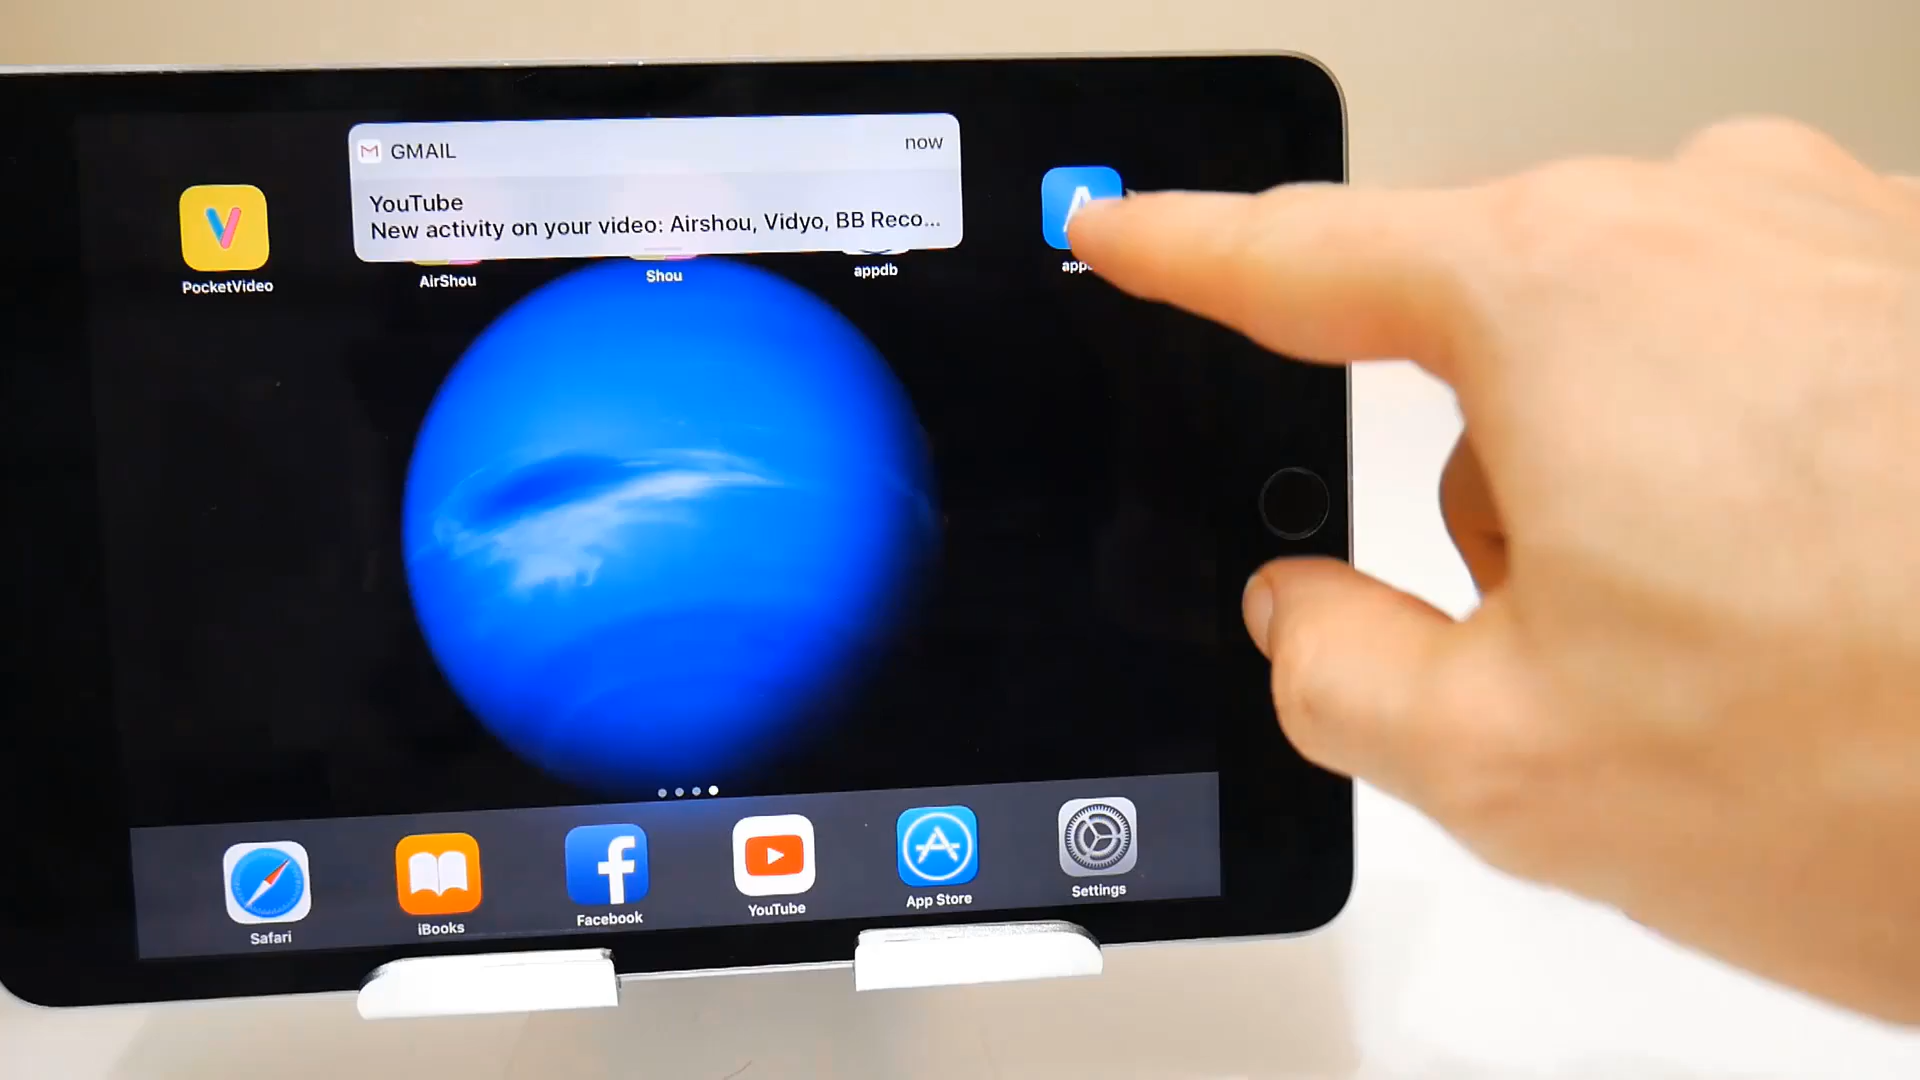 GMAIL
now
YouTube
New activity on your video: Airshou, Vidyo, BB Reco...
PocketVideo
AirShou
Shou
appdb
Safari
iBooks
Facebook
YouTube
App Store
Settings